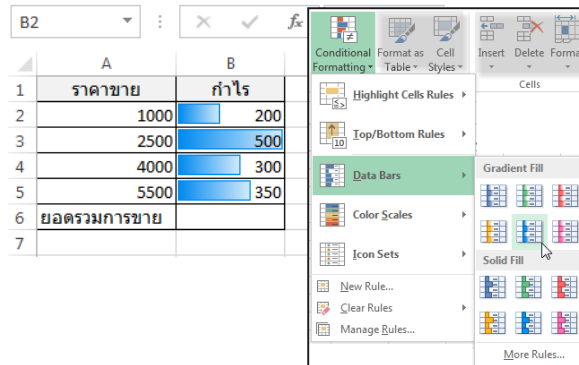 B2
fx
A B
1 ราคาขาย กำไร
2 1000 200
3 2500 500
4 4000 300
5 5500 350
6 ยอดรวมการขาย
7
Conditional Formatting
Format as Table
Cell Styles
Insert Delete Forma
Cells
Highlight Cells Rules
Top/Bottom Rules
10
Data Bars
Color Scales
Icon Sets
New Rule...
Clear Rules
Manage Rules...
Gradient Fill
Solid Fill
More Rules...